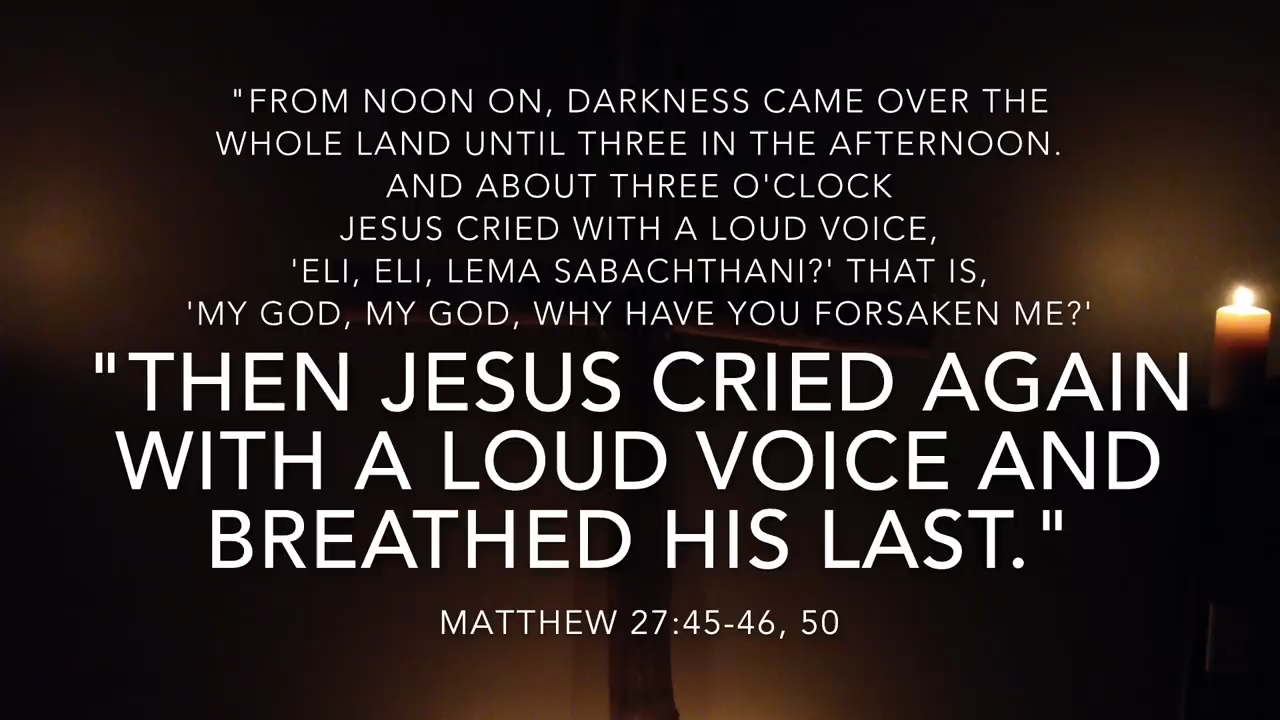 "FROM NOON ON, DARKNESS CAME OVER THE
WHOLE LAND UNTIL THREE IN THE AFTERNOON.
AND ABOUT THREE O'CLOCK
JESUS CRIED WITH A LOUD VOICE,
'ELI, ELI, LEMA SABACHTHANI?' THAT IS,
'MY GOD, MY GOD, WHY HAVE YOU FORSAKEN ME?'
"THEN JESUS CRIED AGAIN
WITH A LOUD VOICE AND
BREATHED HIS LAST."
MATTHEW 27:45-46, 50